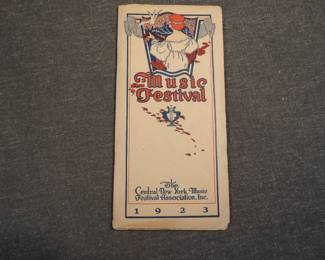 Music
Festival
The
Central New York Music
Festival Association, Inc.
1923